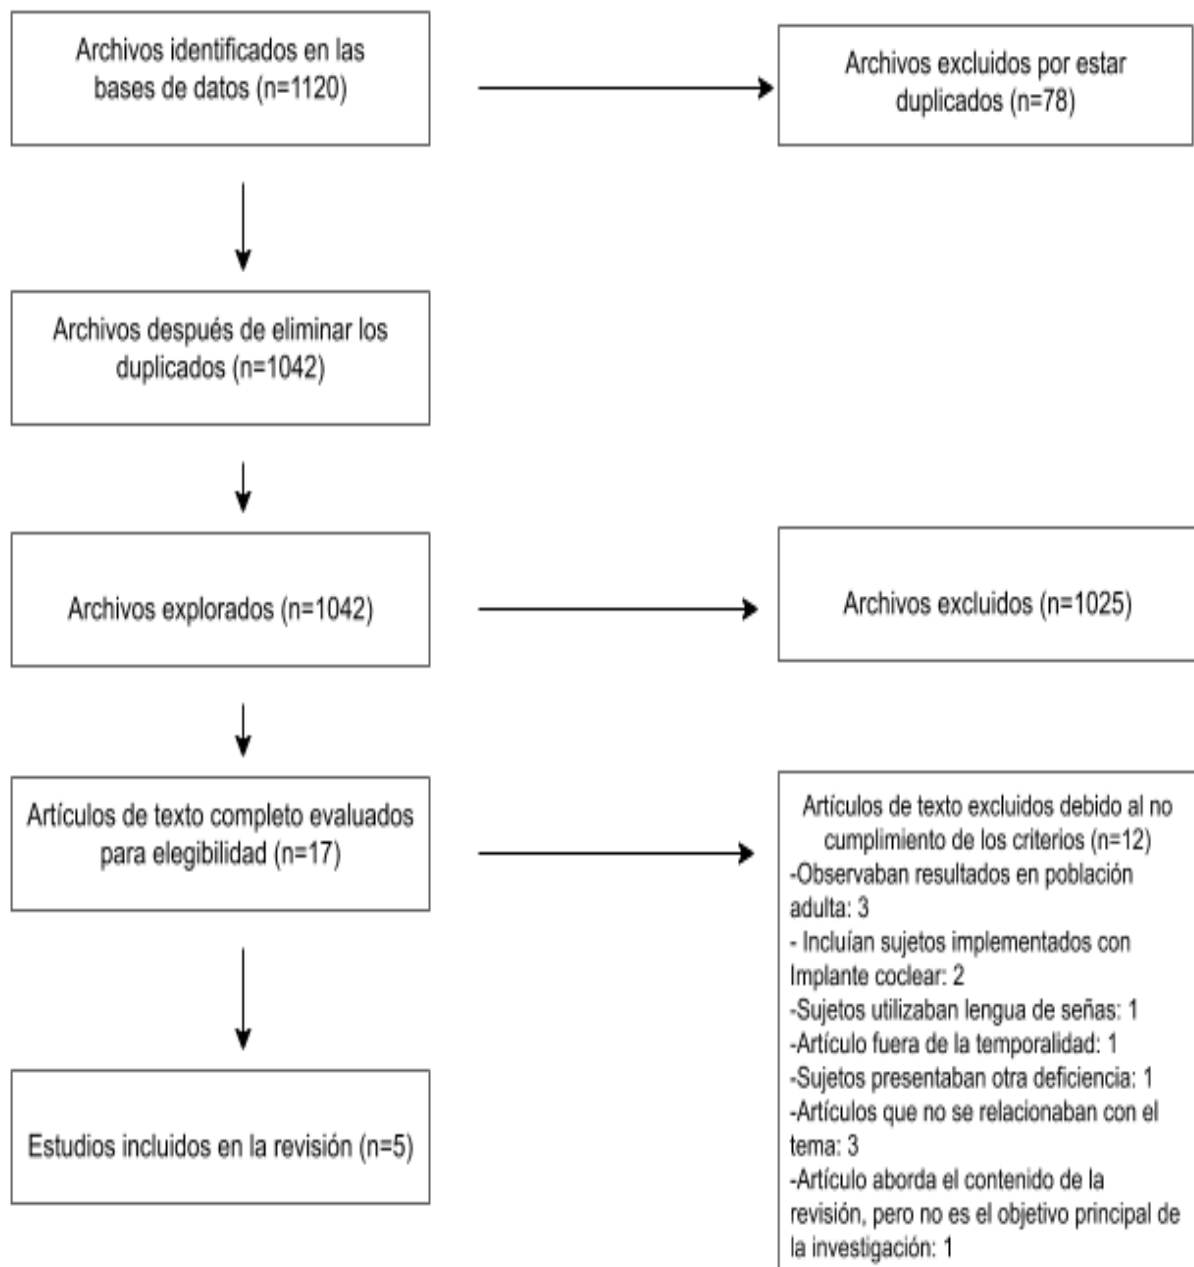 Archivos identificados en las
bases de datos (n=1120)
Archivos excluidos por estar
duplicados (n=78)
Archivos después de eliminar los
duplicados (n=1042)
Archivos explorados (n=1042)
Archivos excluidos (n=1025)
Artículos de texto completo evaluados
para elegibilidad (n=17)
Artículos de texto excluidos debido al no
cumplimiento de los criterios (n=12)
-Observaban resultados en población
adulta: 3
- Incluían sujetos implementados con
Implante coclear: 2
-Sujetos utilizaban lengua de señas: 1
-Artículo fuera de la temporalidad: 1
-Sujetos presentaban otra deficiencia: 1
-Artículos que no se relacionaban con el
tema: 3
-Artículo aborda el contenido de la
revisión, pero no es el objetivo principal de
la investigación: 1
Estudios incluidos en la revisión (n=5)